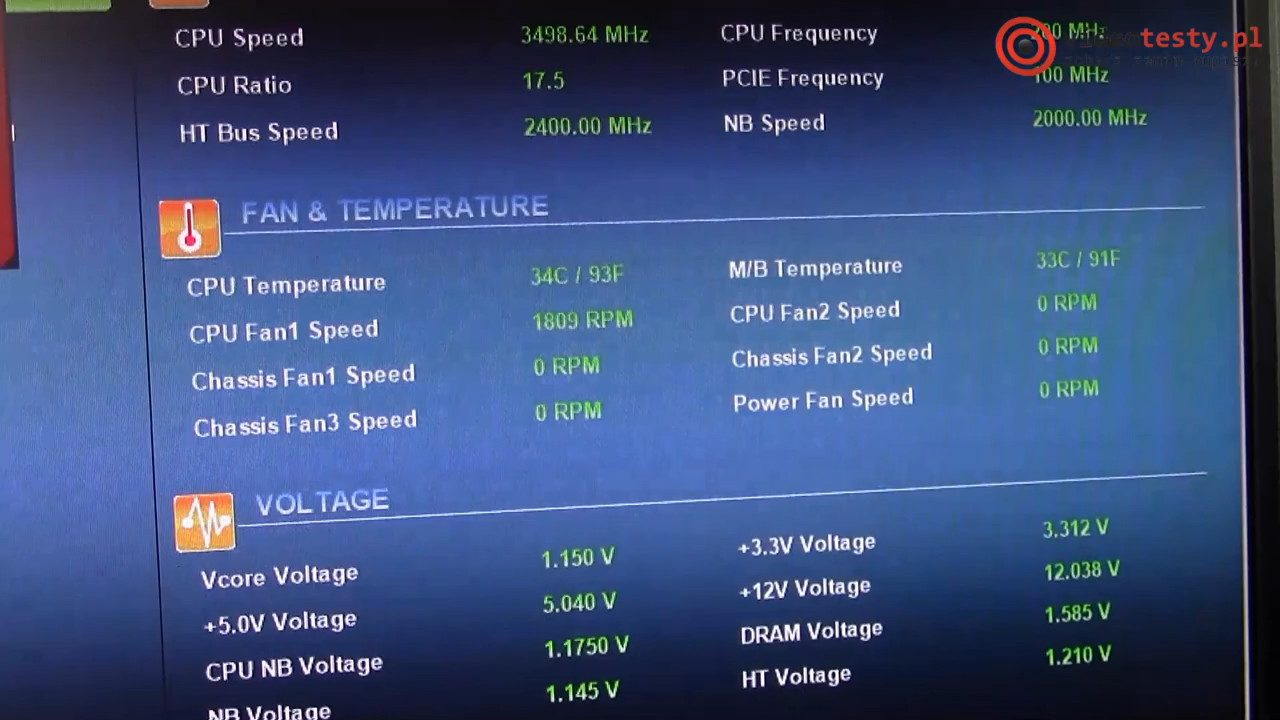 CPU Speed 3498.64 MHz CPU Frequency 200 MHz
testy.pl
CPU Ratio 17.5 PCIE Frequency 100 MHz
HT Bus Speed 2400.00 MHz NB Speed 2000.00 MHz
FAN & TEMPERATURE
CPU Temperature 34C / 93F M/B Temperature 33C / 91F
CPU Fan1 Speed 1809 RPM CPU Fan2 Speed 0 RPM
Chassis Fan1 Speed 0 RPM Chassis Fan2 Speed 0 RPM
Chassis Fan3 Speed 0 RPM Power Fan Speed 0 RPM
VOLTAGE
Vcore Voltage 1.150 V +3.3V Voltage 3.312 V
+5.0V Voltage 5.040 V +12V Voltage 12.038 V
CPU NB Voltage 1.1750 V DRAM Voltage 1.585 V
NB Voltage 1.145 V HT Voltage 1.210 V